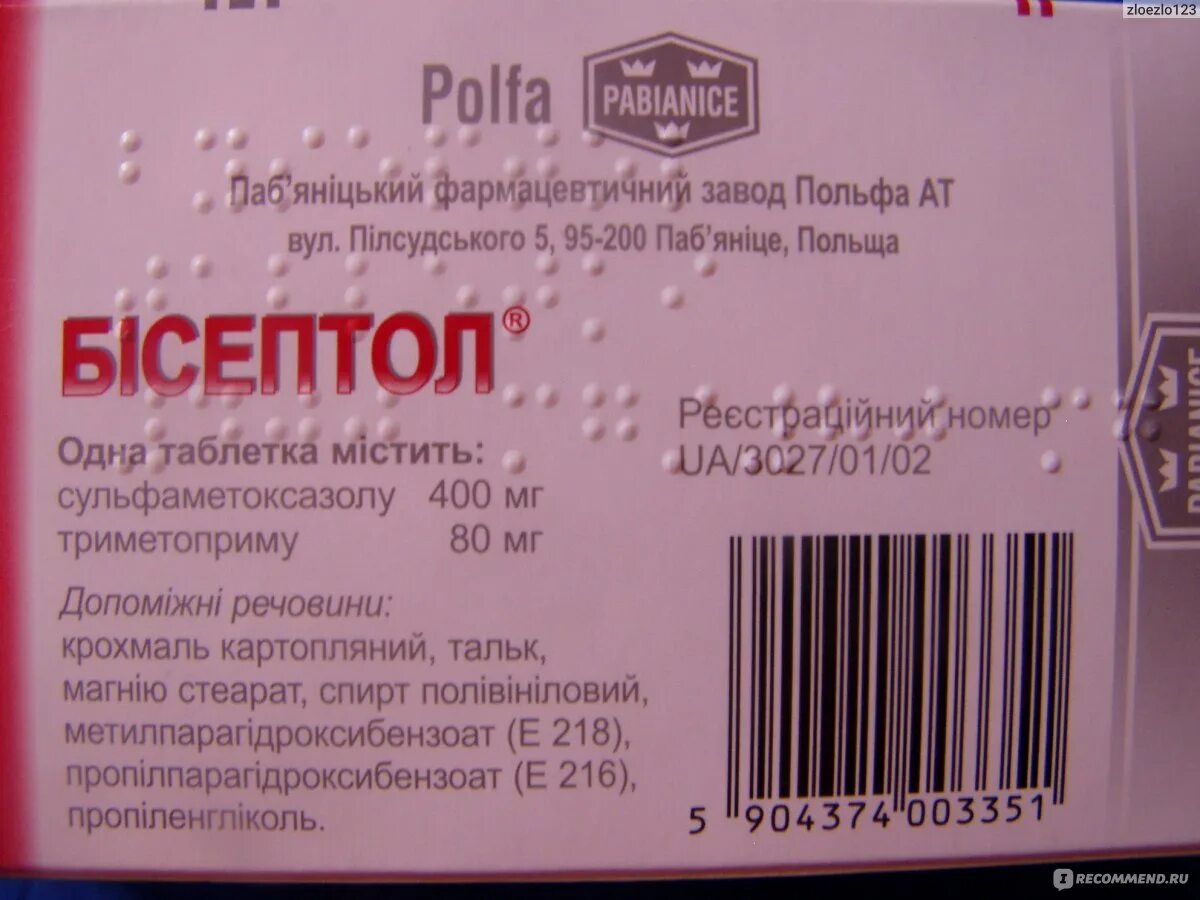 zloezlo123
Polfa PABIANICE
Паб'яніцький фармацевтичний завод Польфа АТ
вул. Пілсудського 5, 95-200 Паб'яніце, Польща
БІСЕПТОЛ®
Одна таблетка містить:
сульфаметоксазолу 400 мг
триметоприму 80 мг
Допоміжні речовини:
крохмаль картопляний, тальк,
магнію стеарат, спирт полівініловий,
метилпарагідроксибензоат (Е 218),
пропілпарагідроксибензоат (Е 216),
пропіленгліколь.
Реєстраційний номер
UA/3027/01/02
5 904374 003351
PABIANICE
IRECOMMEND.RU